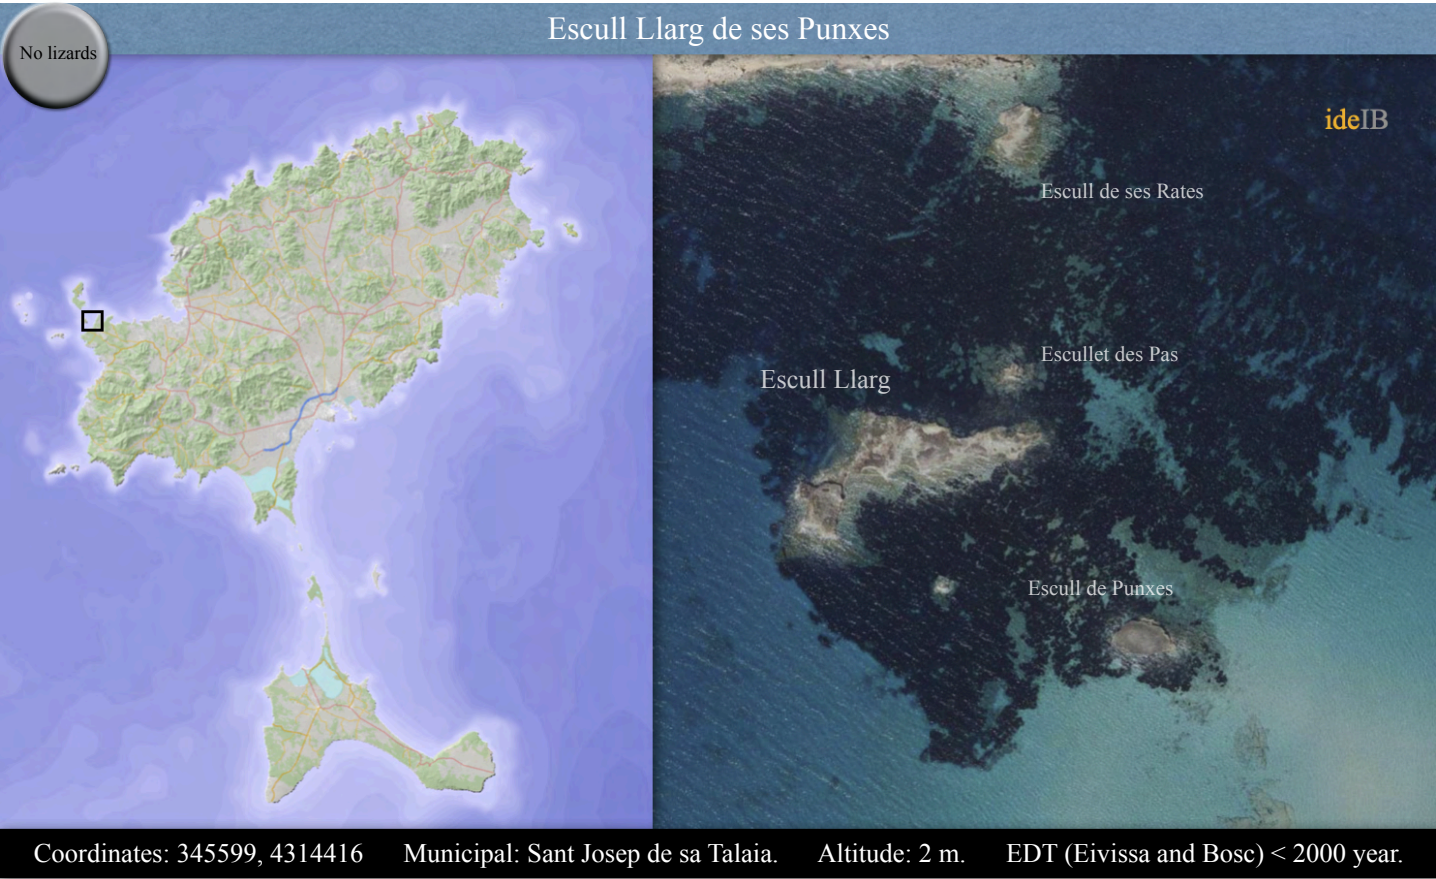 Escull Llarg de ses Punxes
No lizards
ideIB
Escull de ses Rates
Escullet des Pas
Escull Llarg
Escull de Punxes
Coordinates: 345599, 4314416 Municipal: Sant Josep de sa Talaia. Altitude: 2 m. EDT (Eivissa and Bosc) < 2000 year.